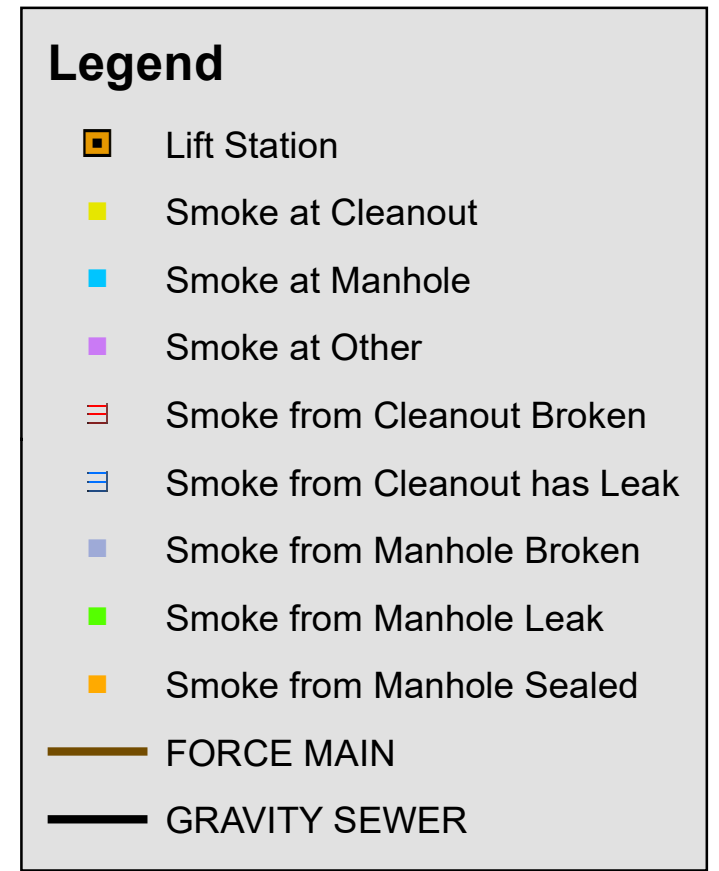 Legend
Lift Station
Smoke at Cleanout
Smoke at Manhole
Smoke at Other
Smoke from Cleanout Broken
Smoke from Cleanout has Leak
Smoke from Manhole Broken
Smoke from Manhole Leak
Smoke from Manhole Sealed
FORCE MAIN
GRAVITY SEWER